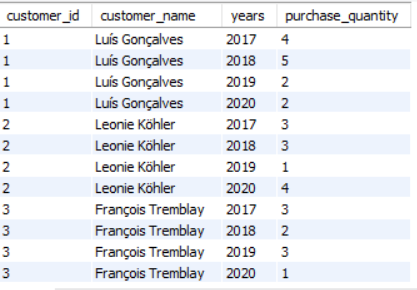 customer_id customer_name years purchase_quantity
1 Luís Gonçalves 2017 4
1 Luís Gonçalves 2018 5
1 Luís Gonçalves 2019 2
1 Luís Gonçalves 2020 2
2 Leonie Köhler 2017 3
2 Leonie Köhler 2018 3
2 Leonie Köhler 2019 1
2 Leonie Köhler 2020 4
3 François Tremblay 2017 3
3 François Tremblay 2018 2
3 François Tremblay 2019 3
3 François Tremblay 2020 1